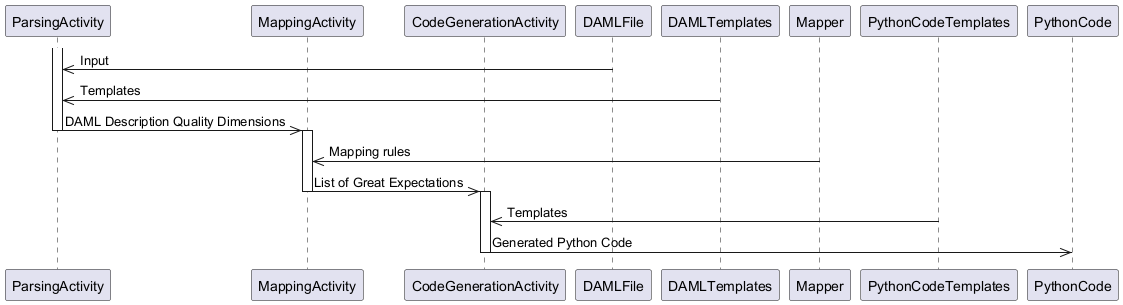 ParsingActivity MappingActivity CodeGenerationActivity DAMLFile DAMLTemplates Mapper PythonCodeTemplates PythonCode
Input
Templates
DAML Description Quality Dimensions
Mapping rules
List of Great Expectations
Templates
Generated Python Code
ParsingActivity MappingActivity CodeGenerationActivity DAMLFile DAMLTemplates Mapper PythonCodeTemplates PythonCode